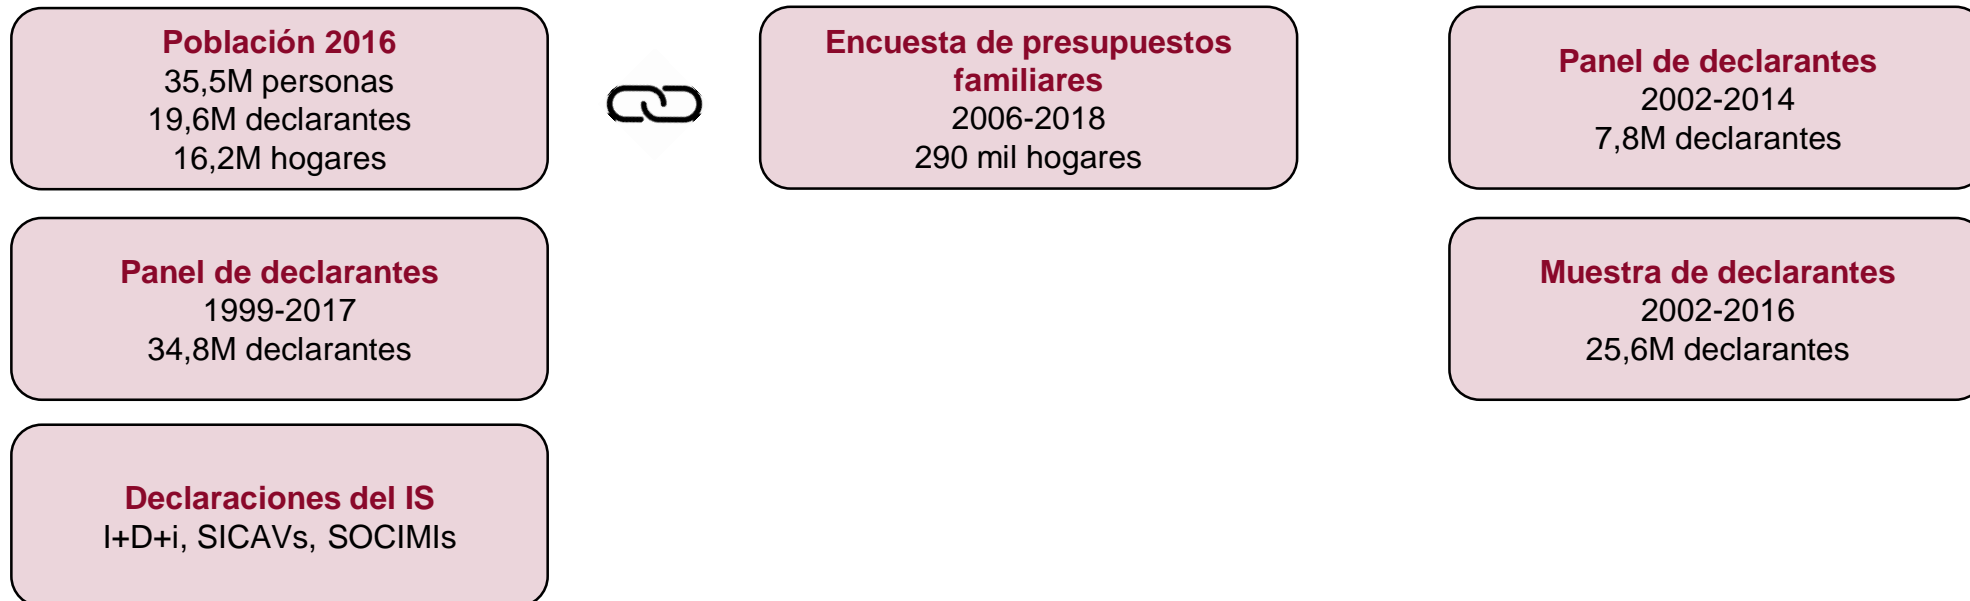 Población 2016
35,5M personas
19,6M declarantes
16,2M hogares
Encuesta de presupuestos
familiares
2006-2018
290 mil hogares
Panel de declarantes
2002-2014
7,8M declarantes
Panel de declarantes
1999-2017
34,8M declarantes
Muestra de declarantes
2002-2016
25,6M declarantes
Declaraciones del IS
I+D+i, SICAVs, SOCIMIs